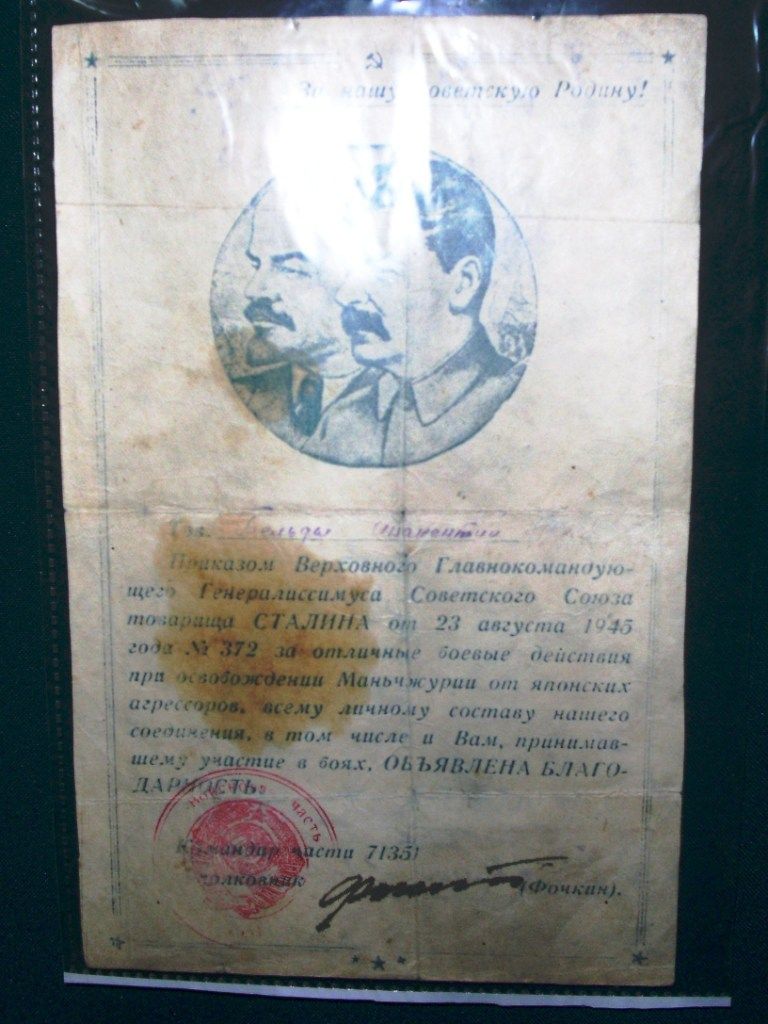 За нашу Советскую Родину!
Тов. Бельды
Приказом Верховного Главнокомандую-
щего Генералиссимуса Советского Союза
товарища СТАЛИНА от 23 августа 1945
года № 372 за отличные боевые действия
при освобождении Маньчжурии от японских
агрессоров, всему личному составу нашего
соединения, в том числе и Вам, принимав-
шему участие в боях, ОБЪЯВЛЕНА БЛАГО-
ДАРНОСТЬ.
часть
Командир части 71351
полковник (Фочкин).